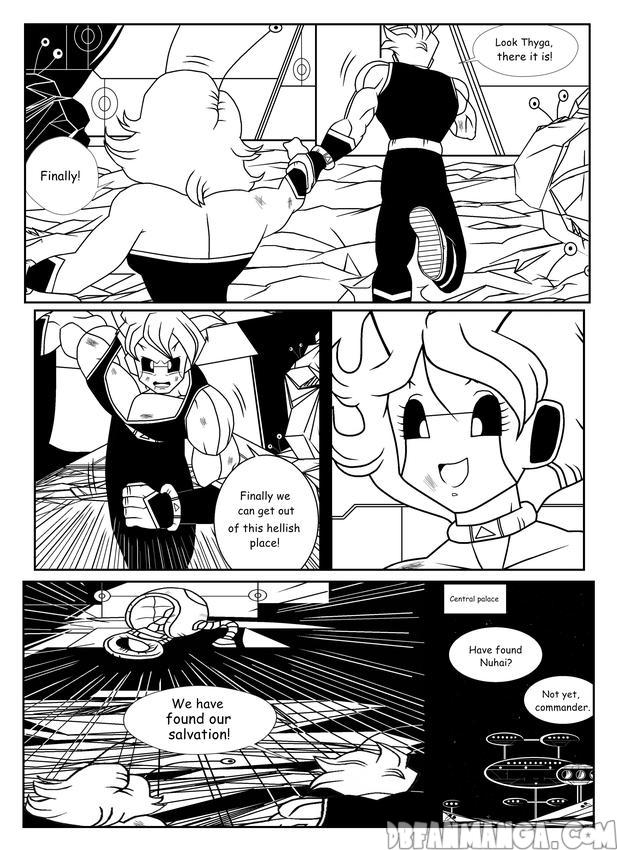 Look Thyga,
there it is!
Finally!
Finally we
can get out
of this hellish
place!
We have
found our
salvation!
Central palace
Have found
Nuhai?
Not yet,
commander.
DBFANMANGA.COM